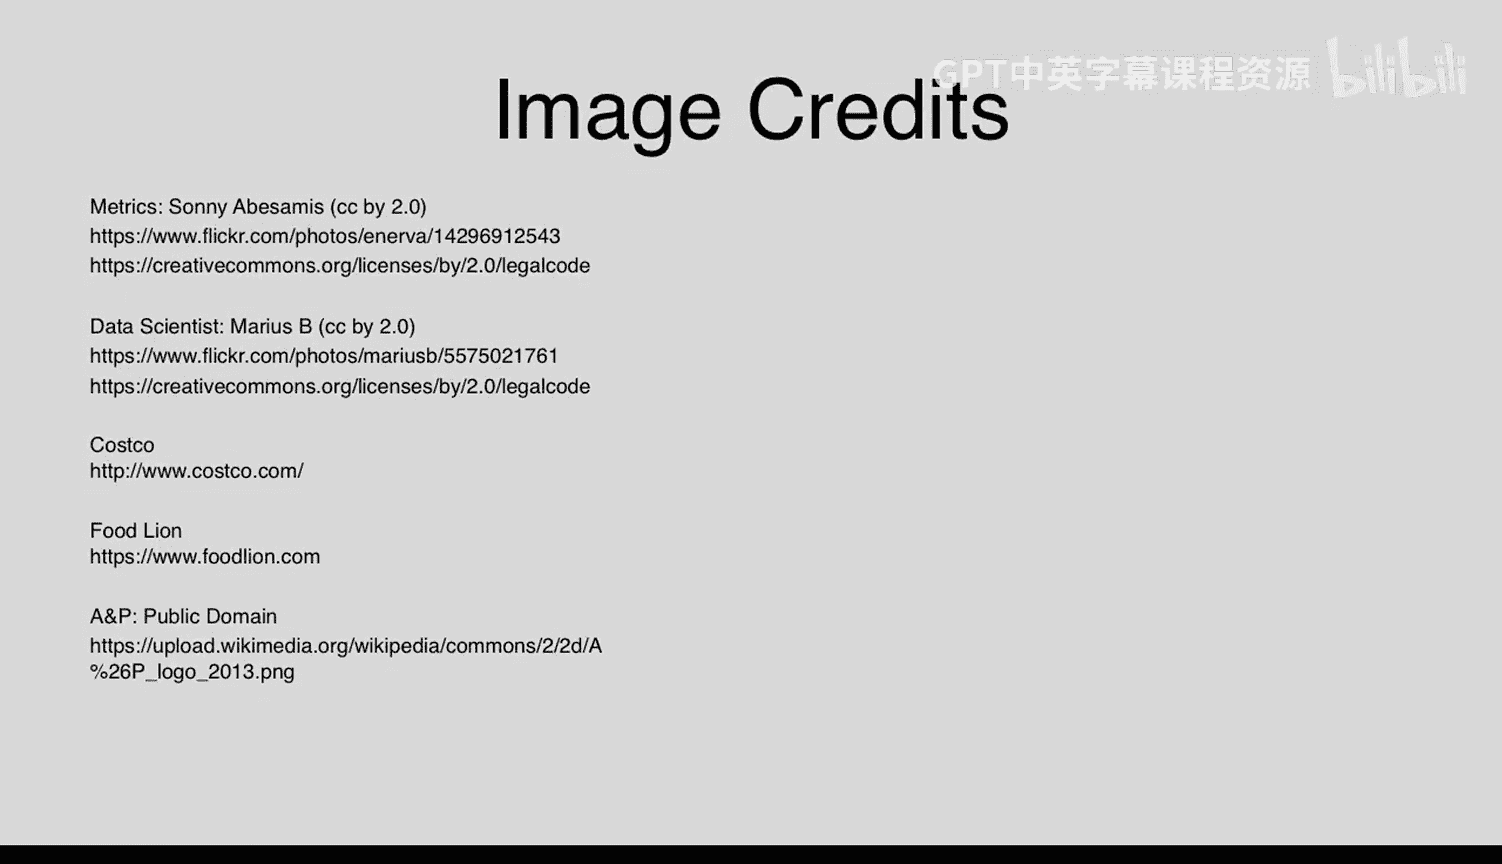 GPT中英字幕课程资源 bilibili
Image Credits
Metrics: Sonny Abesamis (cc by 2.0)
https://www.flickr.com/photos/enerva/14296912543
https://creativecommons.org/licenses/by/2.0/legalcode
Data Scientist: Marius B (cc by 2.0)
https://www.flickr.com/photos/mariusb/5575021761
https://creativecommons.org/licenses/by/2.0/legalcode
Costco
http://www.costco.com/
Food Lion
https://www.foodlion.com
A&P: Public Domain
https://upload.wikimedia.org/wikipedia/commons/2/2d/A
%26P_logo_2013.png